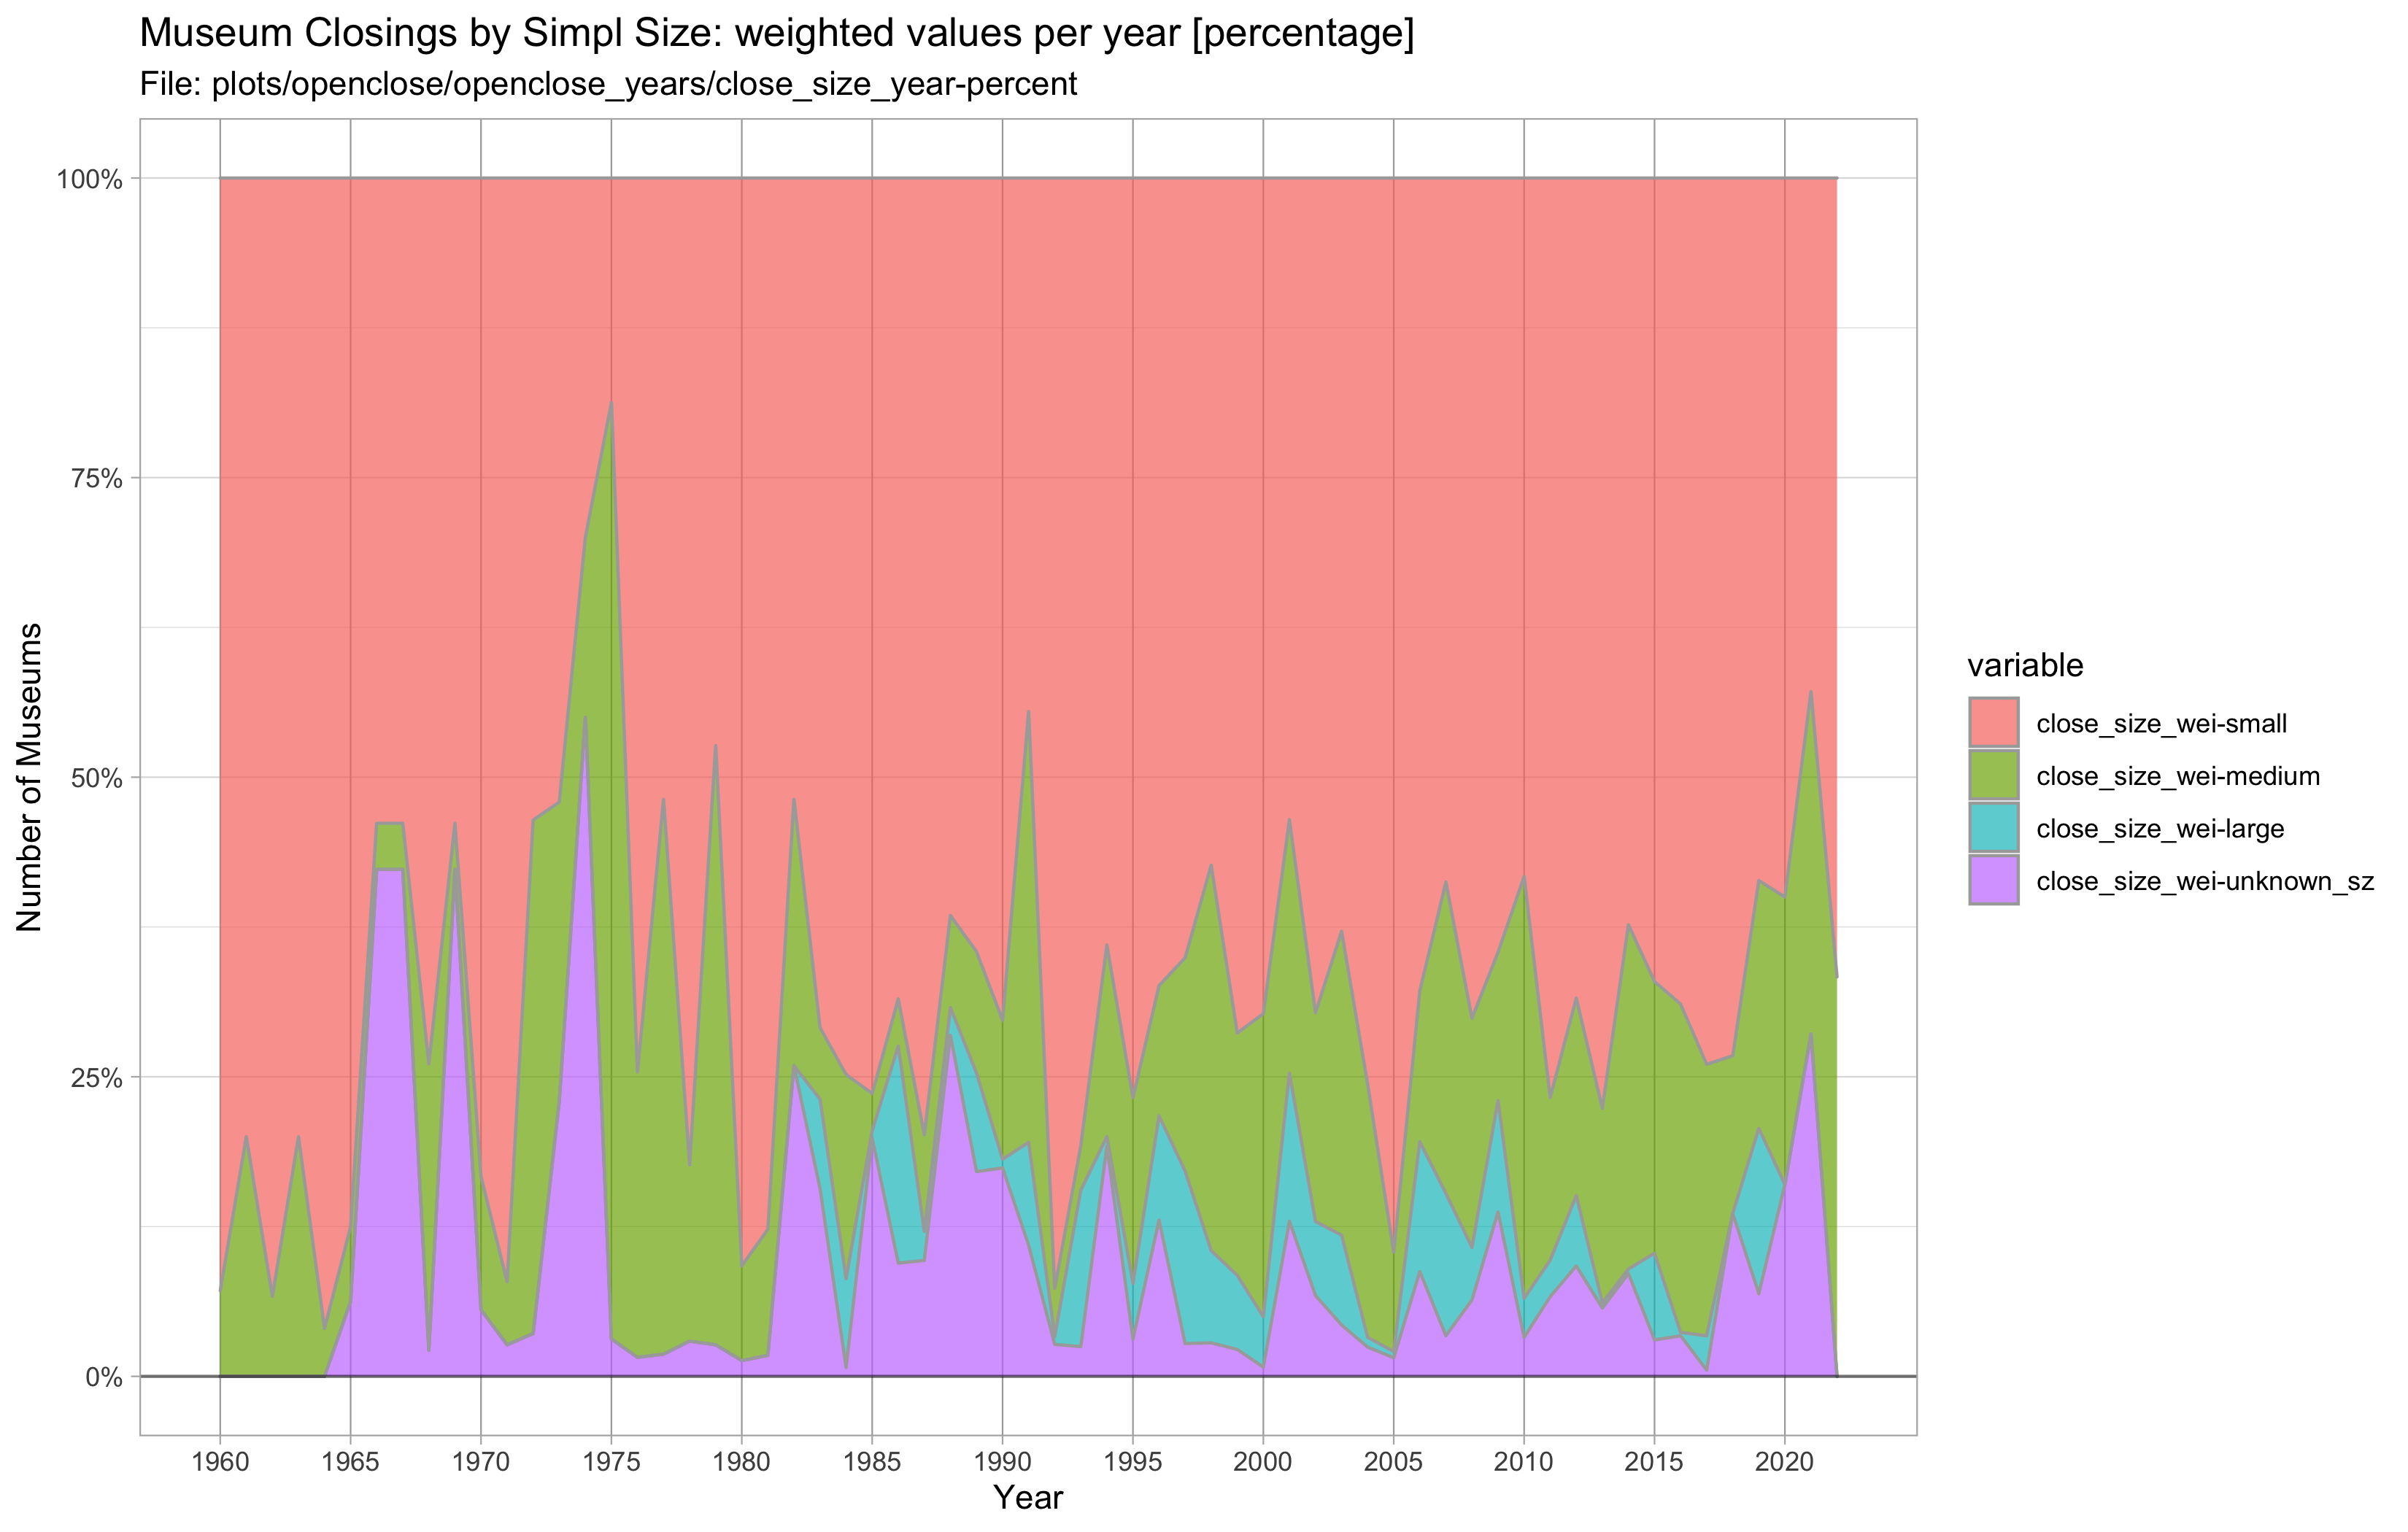 Museum Closings by Simpl Size: weighted values per year [percentage]
File: plots/openclose/openclose_years/close_size_year-percent
100%
75%
50%
25%
0%
Number of Museums
1960 1965 1970 1975 1980 1985 1990 1995 2000 2005 2010 2015 2020
Year
variable
close_size_wei-small
close_size_wei-medium
close_size_wei-large
close_size_wei-unknown_sz